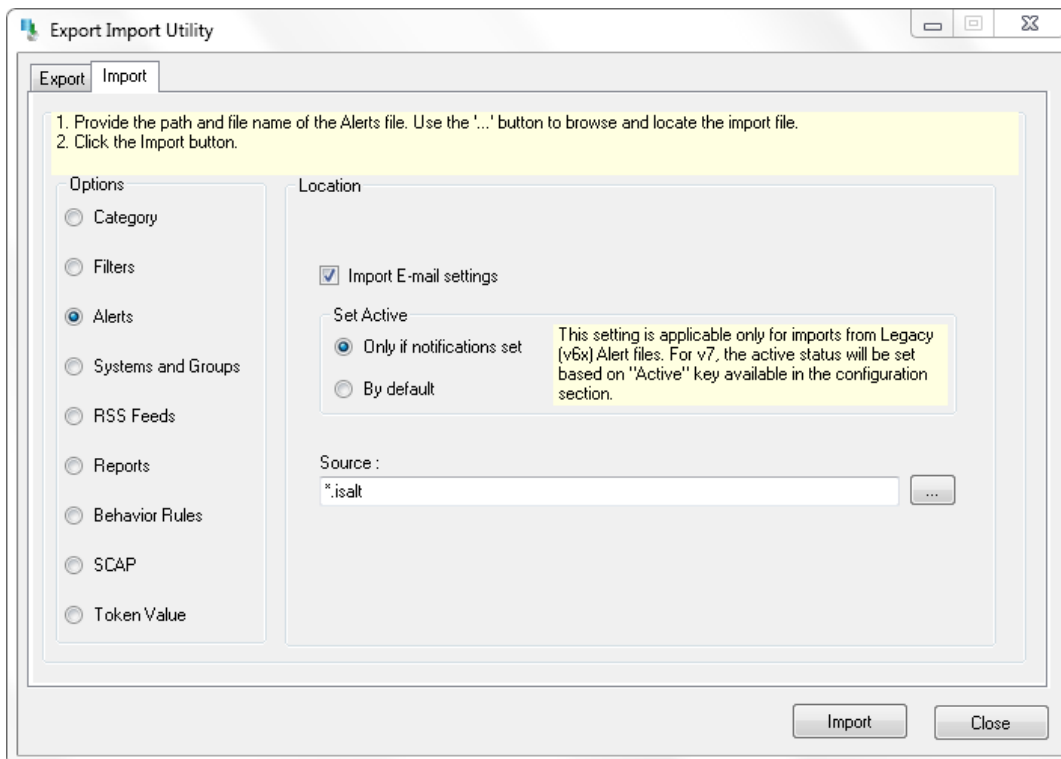 Export Import Utility
Export
Import
1. Provide the path and file name of the Alerts file. Use the '...' button to browse and locate the import file.
2. Click the Import button.
Options
Category
Filters
Alerts
Systems and Groups
RSS Feeds
Reports
Behavior Rules
SCAP
Token Value
Location
Import E-mail settings
Set Active
Only if notifications set
By default
This setting is applicable only for imports from Legacy
(v6x) Alert files. For v7, the active status will be set
based on "Active" key available in the configuration
section.
Source :
*.isalt
...
Import
Close